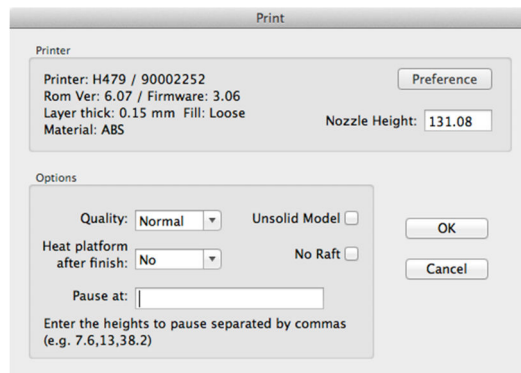 Print
Printer
Printer: H479 / 90002252
Preference
Rom Ver: 6.07 / Firmware: 3.06
Layer thick: 0.15 mm Fill: Loose
Nozzle Height: 131.08
Material: ABS
Options
Quality: Normal
Unsolid Model
OK
Heat platform
after finish: No
No Raft
Cancel
Pause at:
Enter the heights to pause separated by commas
(e.g. 7.6,13,38.2)